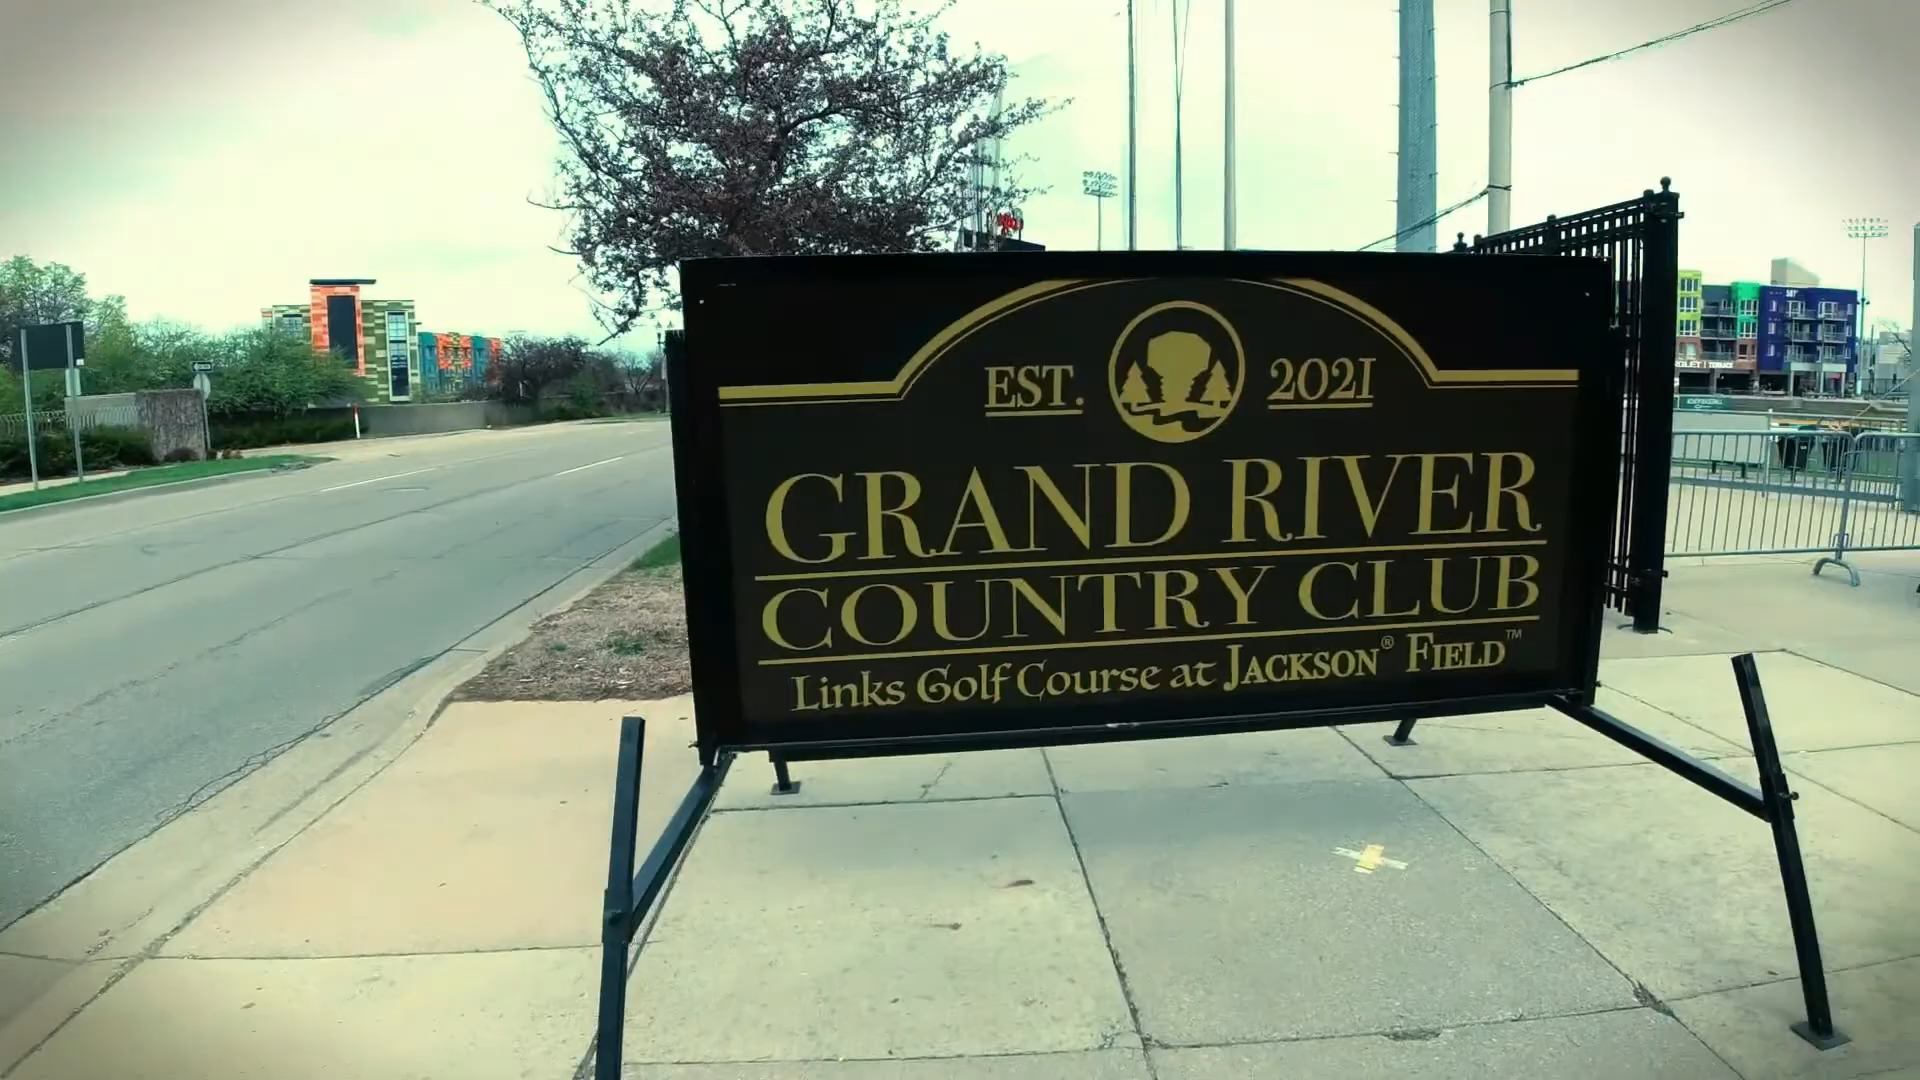 EST. 2021
GRAND RIVER
COUNTRY CLUB
Links Golf Course at JACKSON® FIELD™